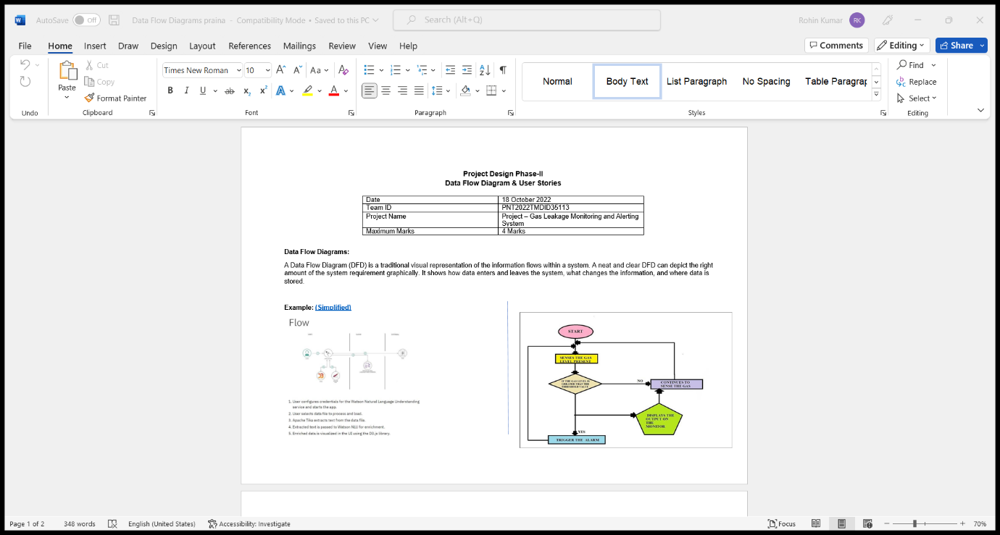 AutoSave Off Data Flow Diagrams praina - Compatibility Mode • Saved to this PC Search (Alt+Q) Rohin Kumar RK
File Home Insert Draw Design Layout References Mailings Review View Help Comments Editing Share
Paste Cut Copy Format Painter
Times New Roman 10
Normal Body Text List Paragraph No Spacing Table Paragrap
Find
Replace
Select
Undo Clipboard Font Paragraph Styles Editing
Project Design Phase-II
Data Flow Diagram & User Stories
Date 18 October 2022
Team ID PNT2022TMDID35113
Project Name Project – Gas Leakage Monitoring and Alerting
System
Maximum Marks 4 Marks
Data Flow Diagrams:
A Data Flow Diagram (DFD) is a traditional visual representation of the information flows within a system. A neat and clear DFD can depict the right
amount of the system requirement graphically. It shows how data enters and leaves the system, what changes the information, and where data is
stored.
Example: (Simplified)
Flow
1. User configures credentials for the Watson Natural Language Understanding
service and starts the app.
2. User selects data file to process and load.
3. Apache Tika extracts text from the data file.
4. Extracted text is passed to Watson NLU for enrichment.
5. Enriched data is visualized in the UI using the D3.js library.
START
SENSES THE GAS
LEVEL PRESENT
IF THE GAS LEVEL IS
GREATER THAN THE
THRESHOLD VALUE
NO
CONTINUES TO
SENSE THE GAS
DISPLAYS THE
OUTPUT ON
THE
MONITOR
YES
TRIGGER THE ALARM
Page 1 of 2 348 words English (United States) Accessibility: Investigate Focus 70%